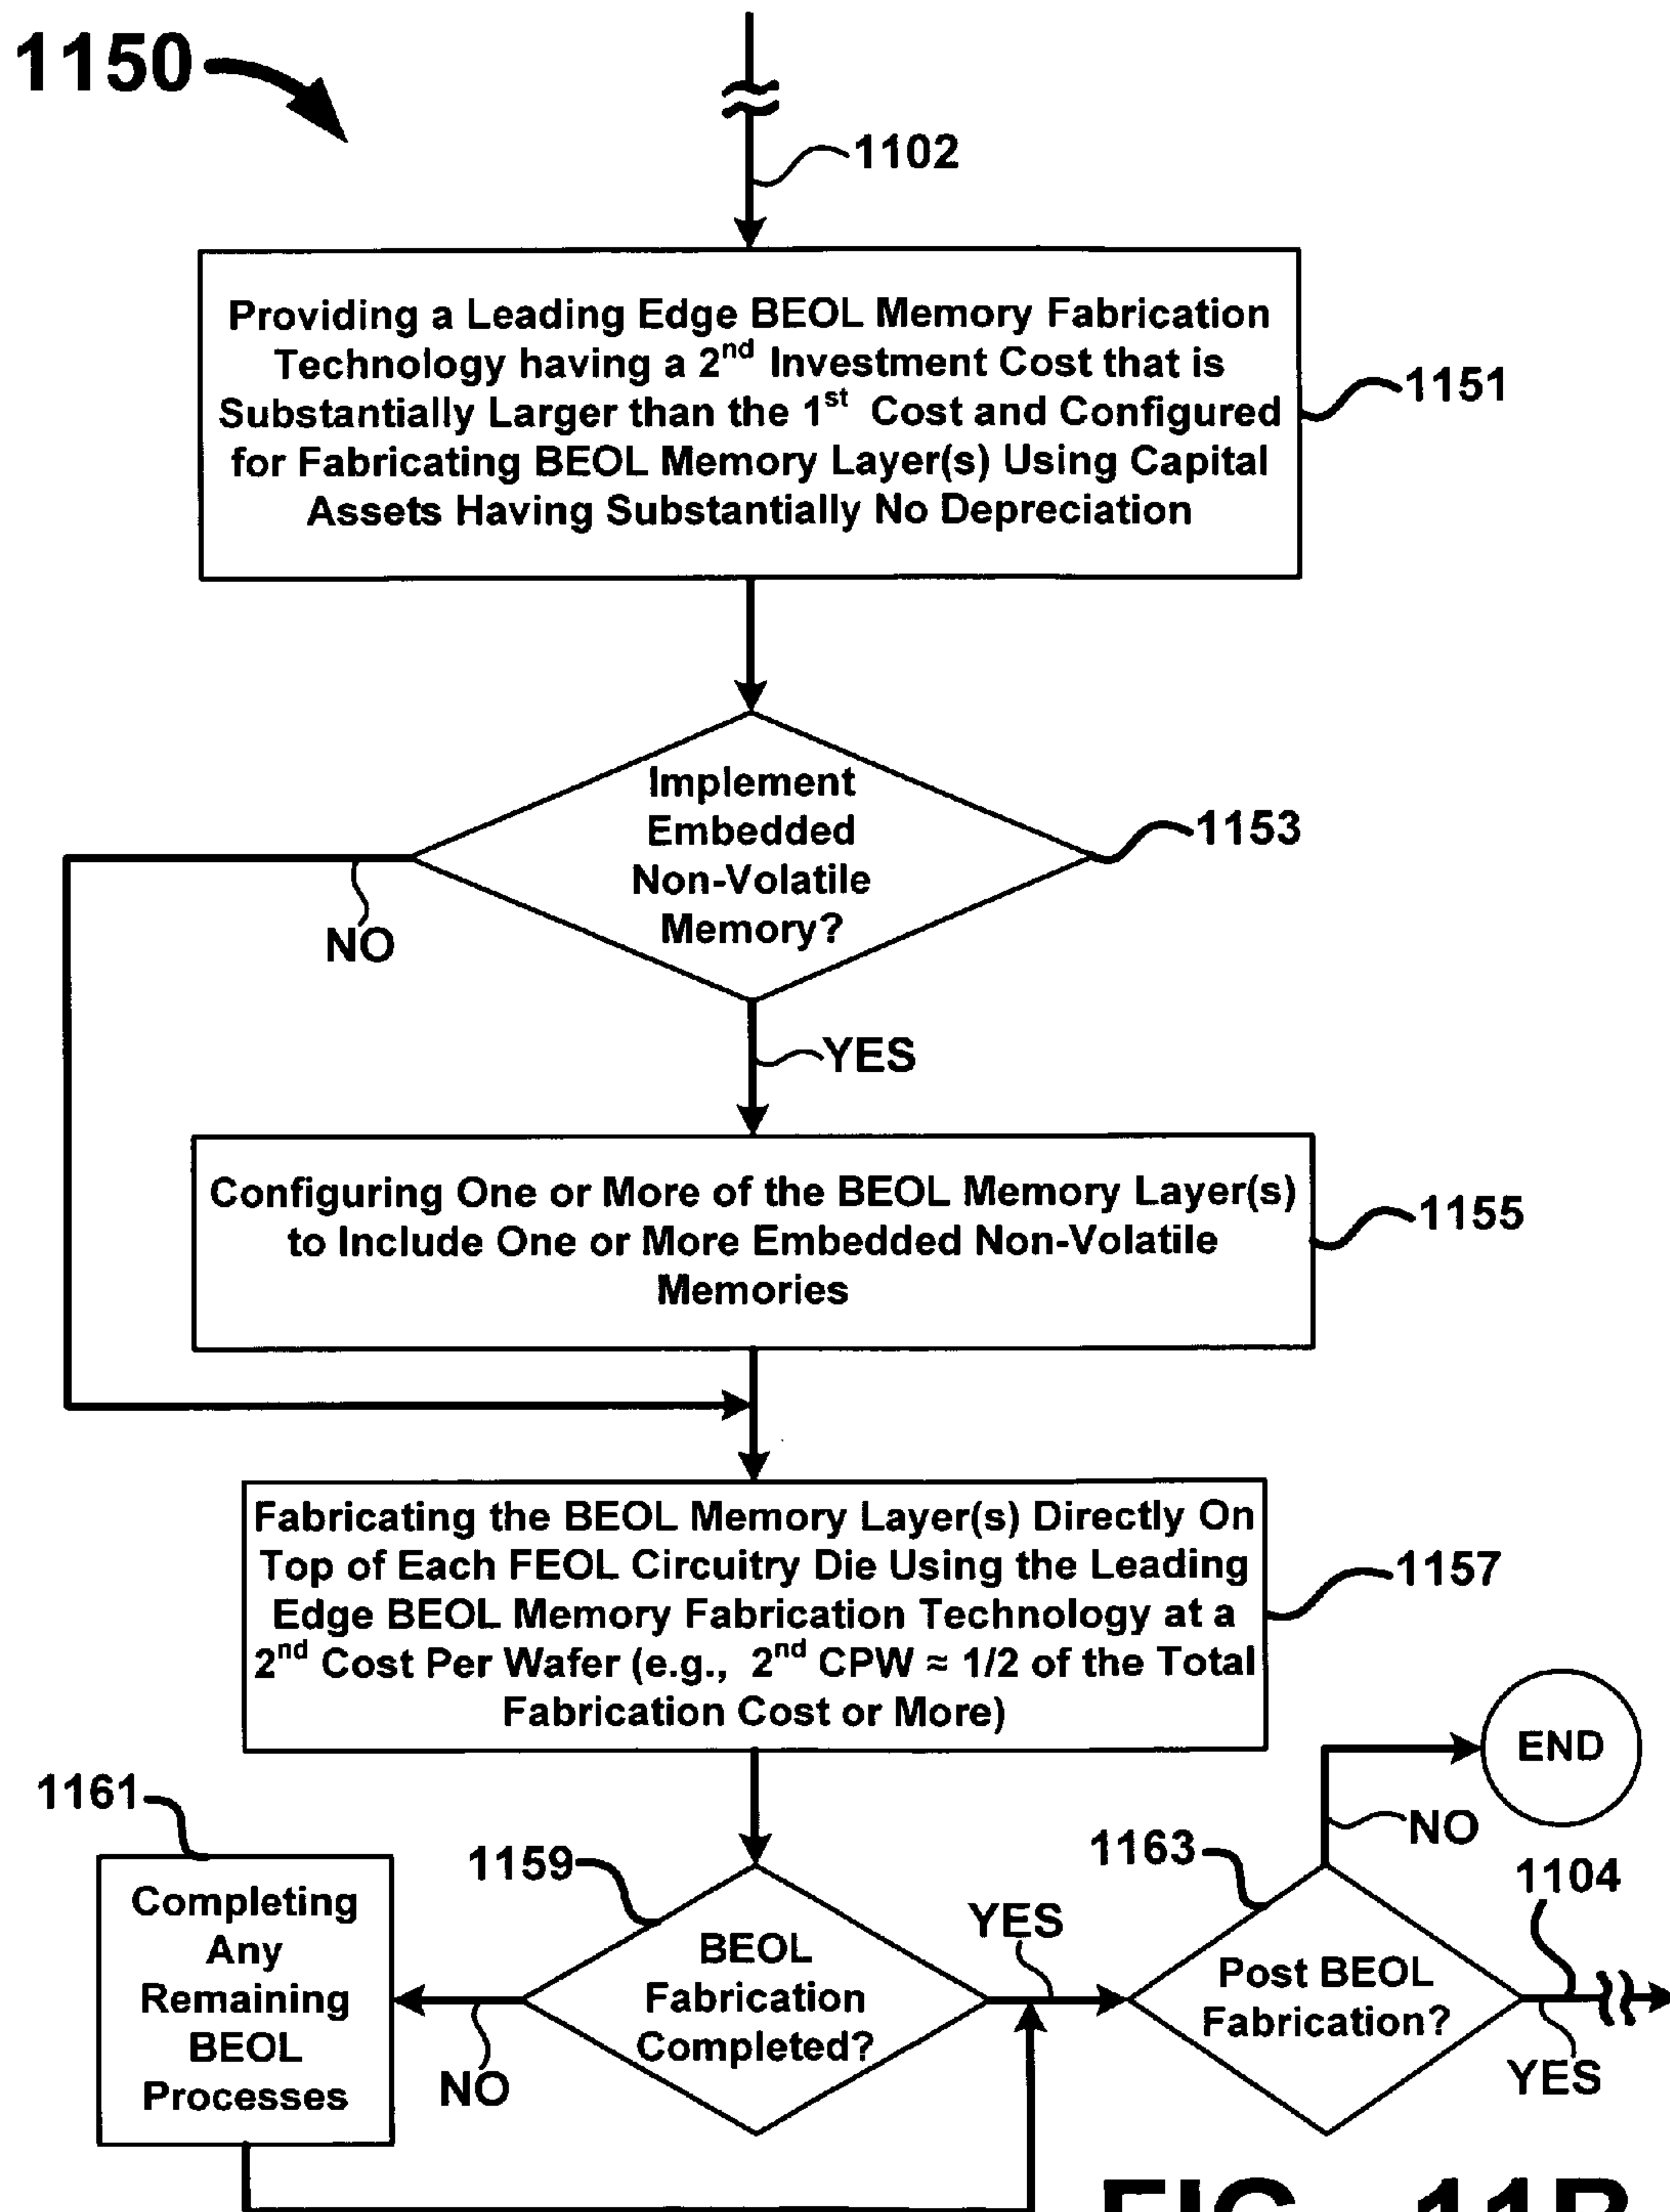 1150
1102
Providing a Leading Edge BEOL Memory Fabrication
Technology having a 2nd Investment Cost that is
Substantially Larger than the 1st Cost and Configured
for Fabricating BEOL Memory Layer(s) Using Capital
Assets Having Substantially No Depreciation
1151
Implement
Embedded
Non-Volatile
Memory?
1153
NO
YES
Configuring One or More of the BEOL Memory Layer(s)
to Include One or More Embedded Non-Volatile
Memories
1155
Fabricating the BEOL Memory Layer(s) Directly On
Top of Each FEOL Circuitry Die Using the Leading
Edge BEOL Memory Fabrication Technology at a
2nd Cost Per Wafer (e.g., 2nd CPW ≈ 1/2 of the Total
Fabrication Cost or More)
1157
END
NO
1161
1159
1163
1104
Completing
Any
Remaining
BEOL
Processes
NO
BEOL
Fabrication
Completed?
YES
Post BEOL
Fabrication?
YES
FIG. 11B